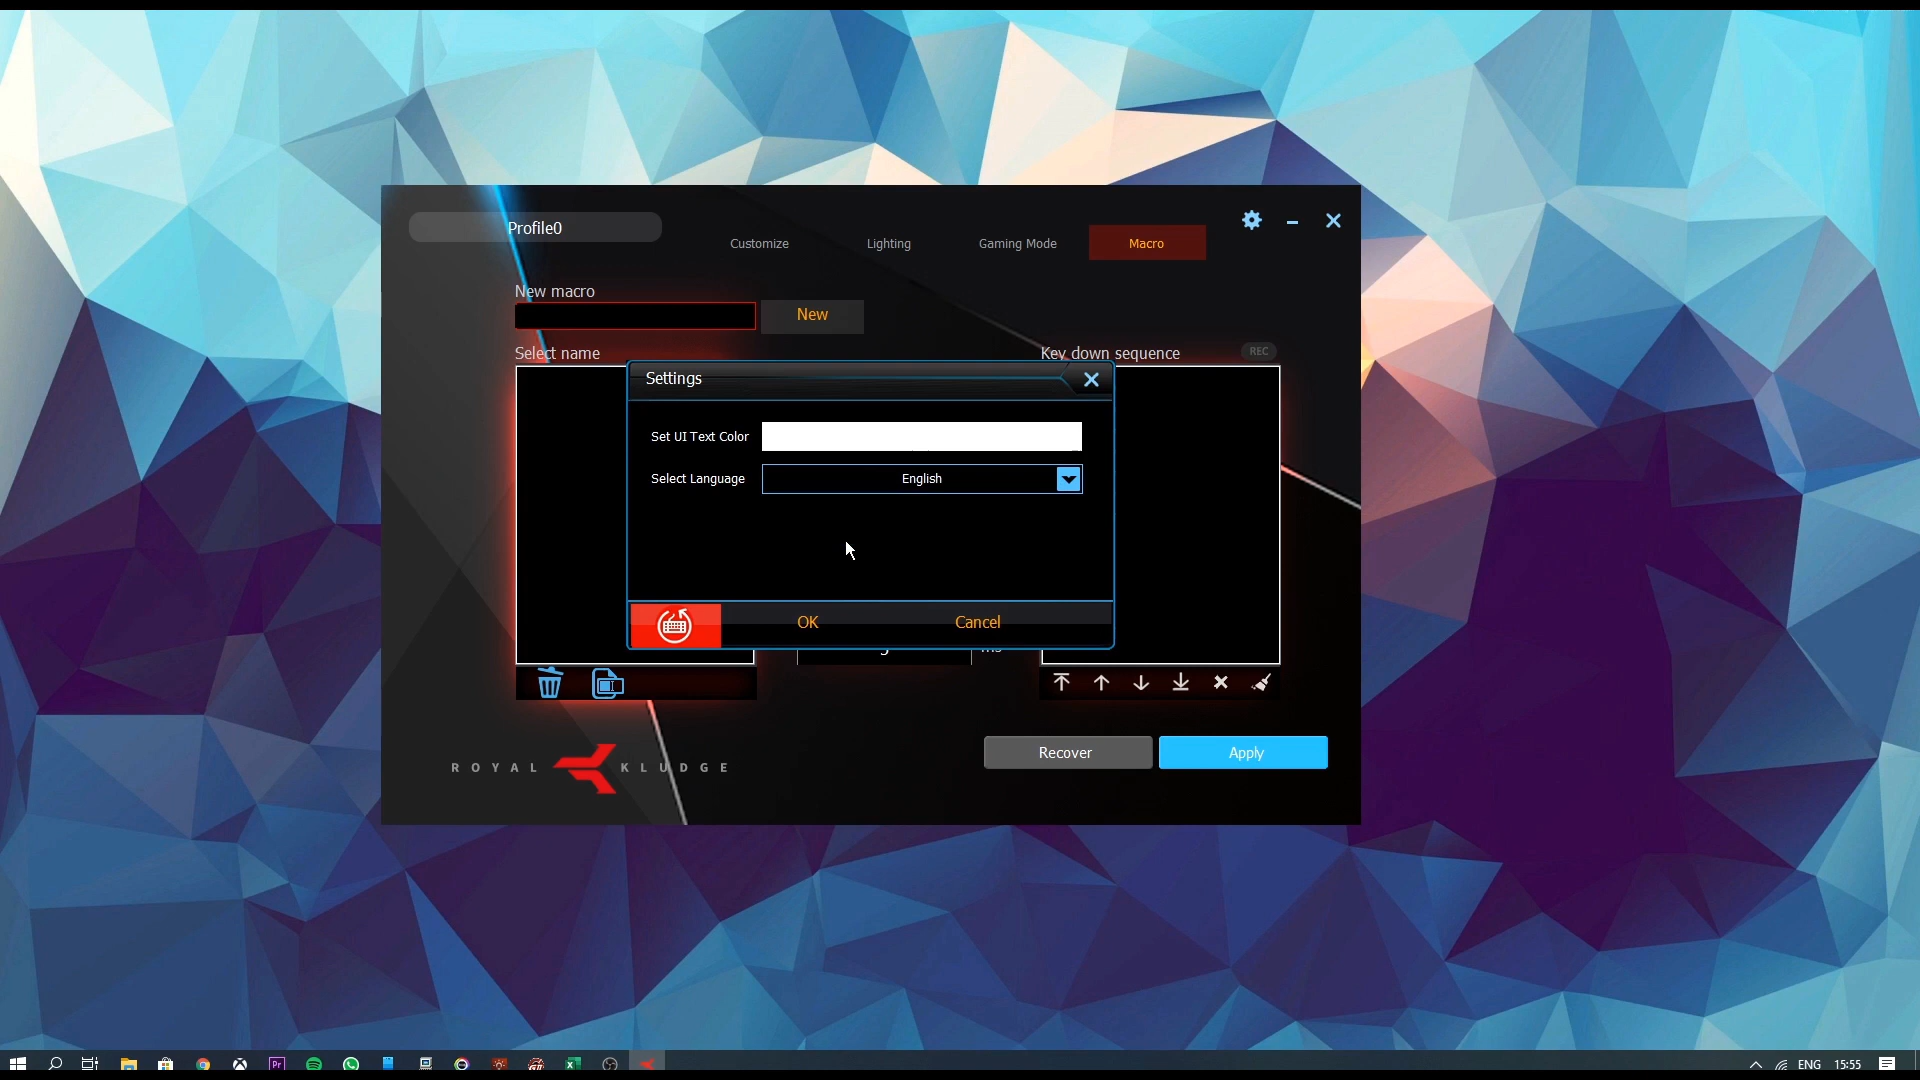 Profile0
Customize
Lighting
Gaming Mode
Macro
New macro
New
Select name
Key down sequence
REC
Settings
Set UI Text Color
Select Language
English
OK
Cancel
Recover
Apply
ROYAL KLUDGE
Pr
ENG
15:55